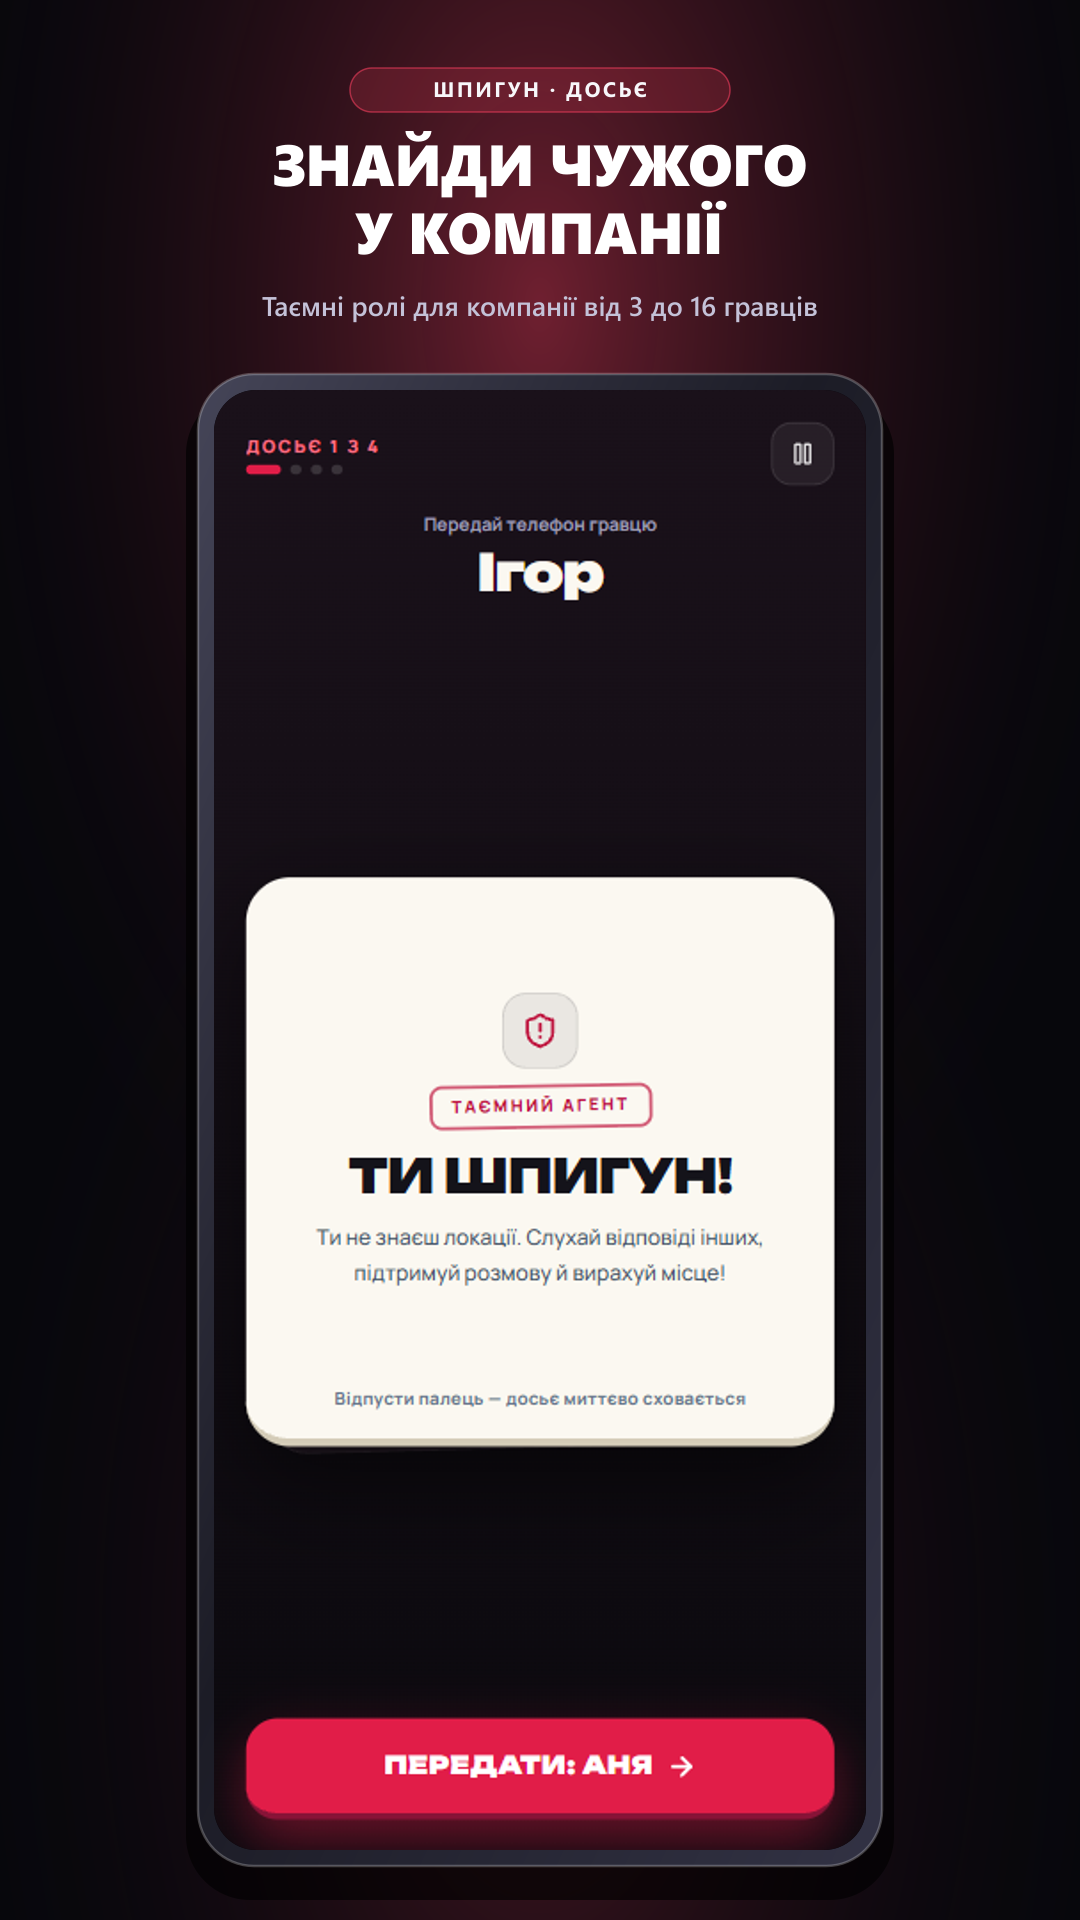 ШПИГУН · ДОСЬЄ
ЗНАЙДИ ЧУЖОГО
У КОМПАНІЇ
Таємні ролі для компанії від 3 до 16 гравців
ДОСЬЄ 1 З 4
Передай телефон гравцю
Ігор
ТАЄМНИЙ АГЕНТ
ТИ ШПИГУН!
Ти не знаєш локації. Слухай відповіді інших,
підтримуй розмову й вирахуй місце!
Відпусти палець — досьє миттєво сховається
ПЕРЕДАТИ: АНЯ →